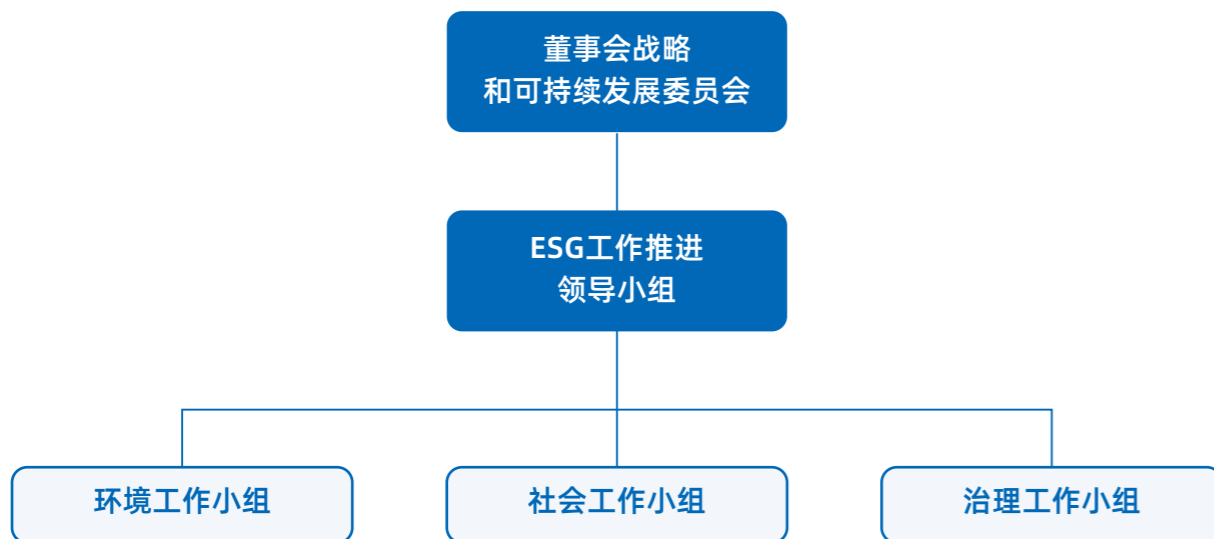 董事会战略
和可持续发展委员会
ESG工作推进
领导小组
环境工作小组
社会工作小组
治理工作小组